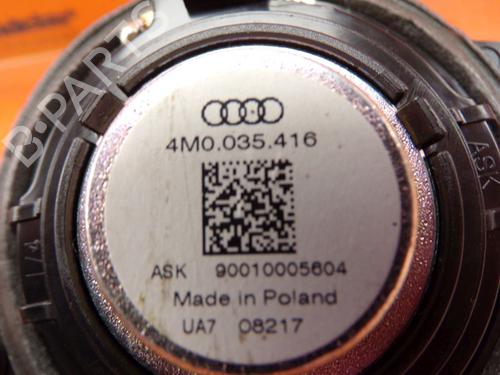 4M0.035.416
ASK 90010005604
Made in Poland
UA7 08217
ASK
B-PARTS